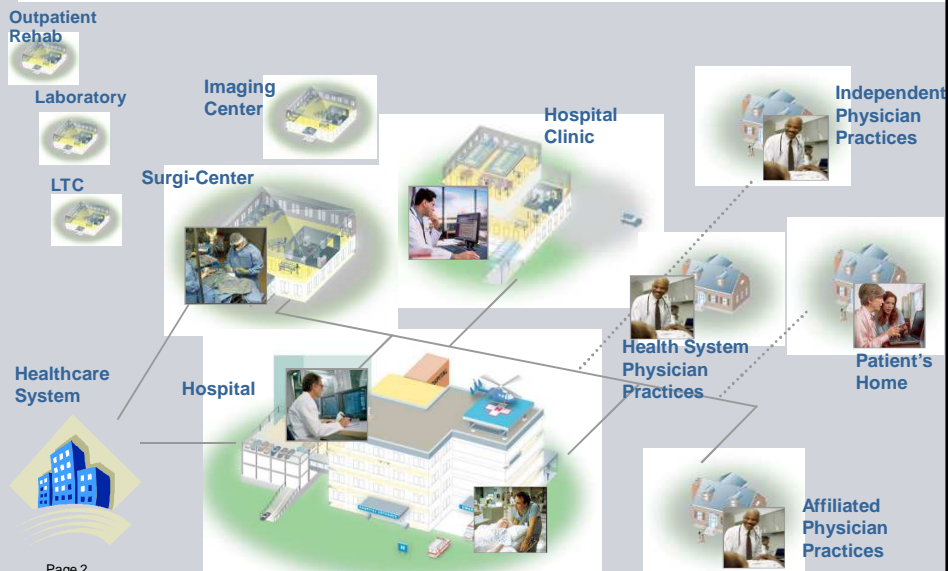 Outpatient
Rehab
Laboratory
LTC
Imaging
Center
Surgi-Center
Hospital
Clinic
Independent
Physician
Practices
Healthcare
System
Hospital
Health System
Physician
Practices
Patient's
Home
Affiliated
Physician
Practices
Page 2